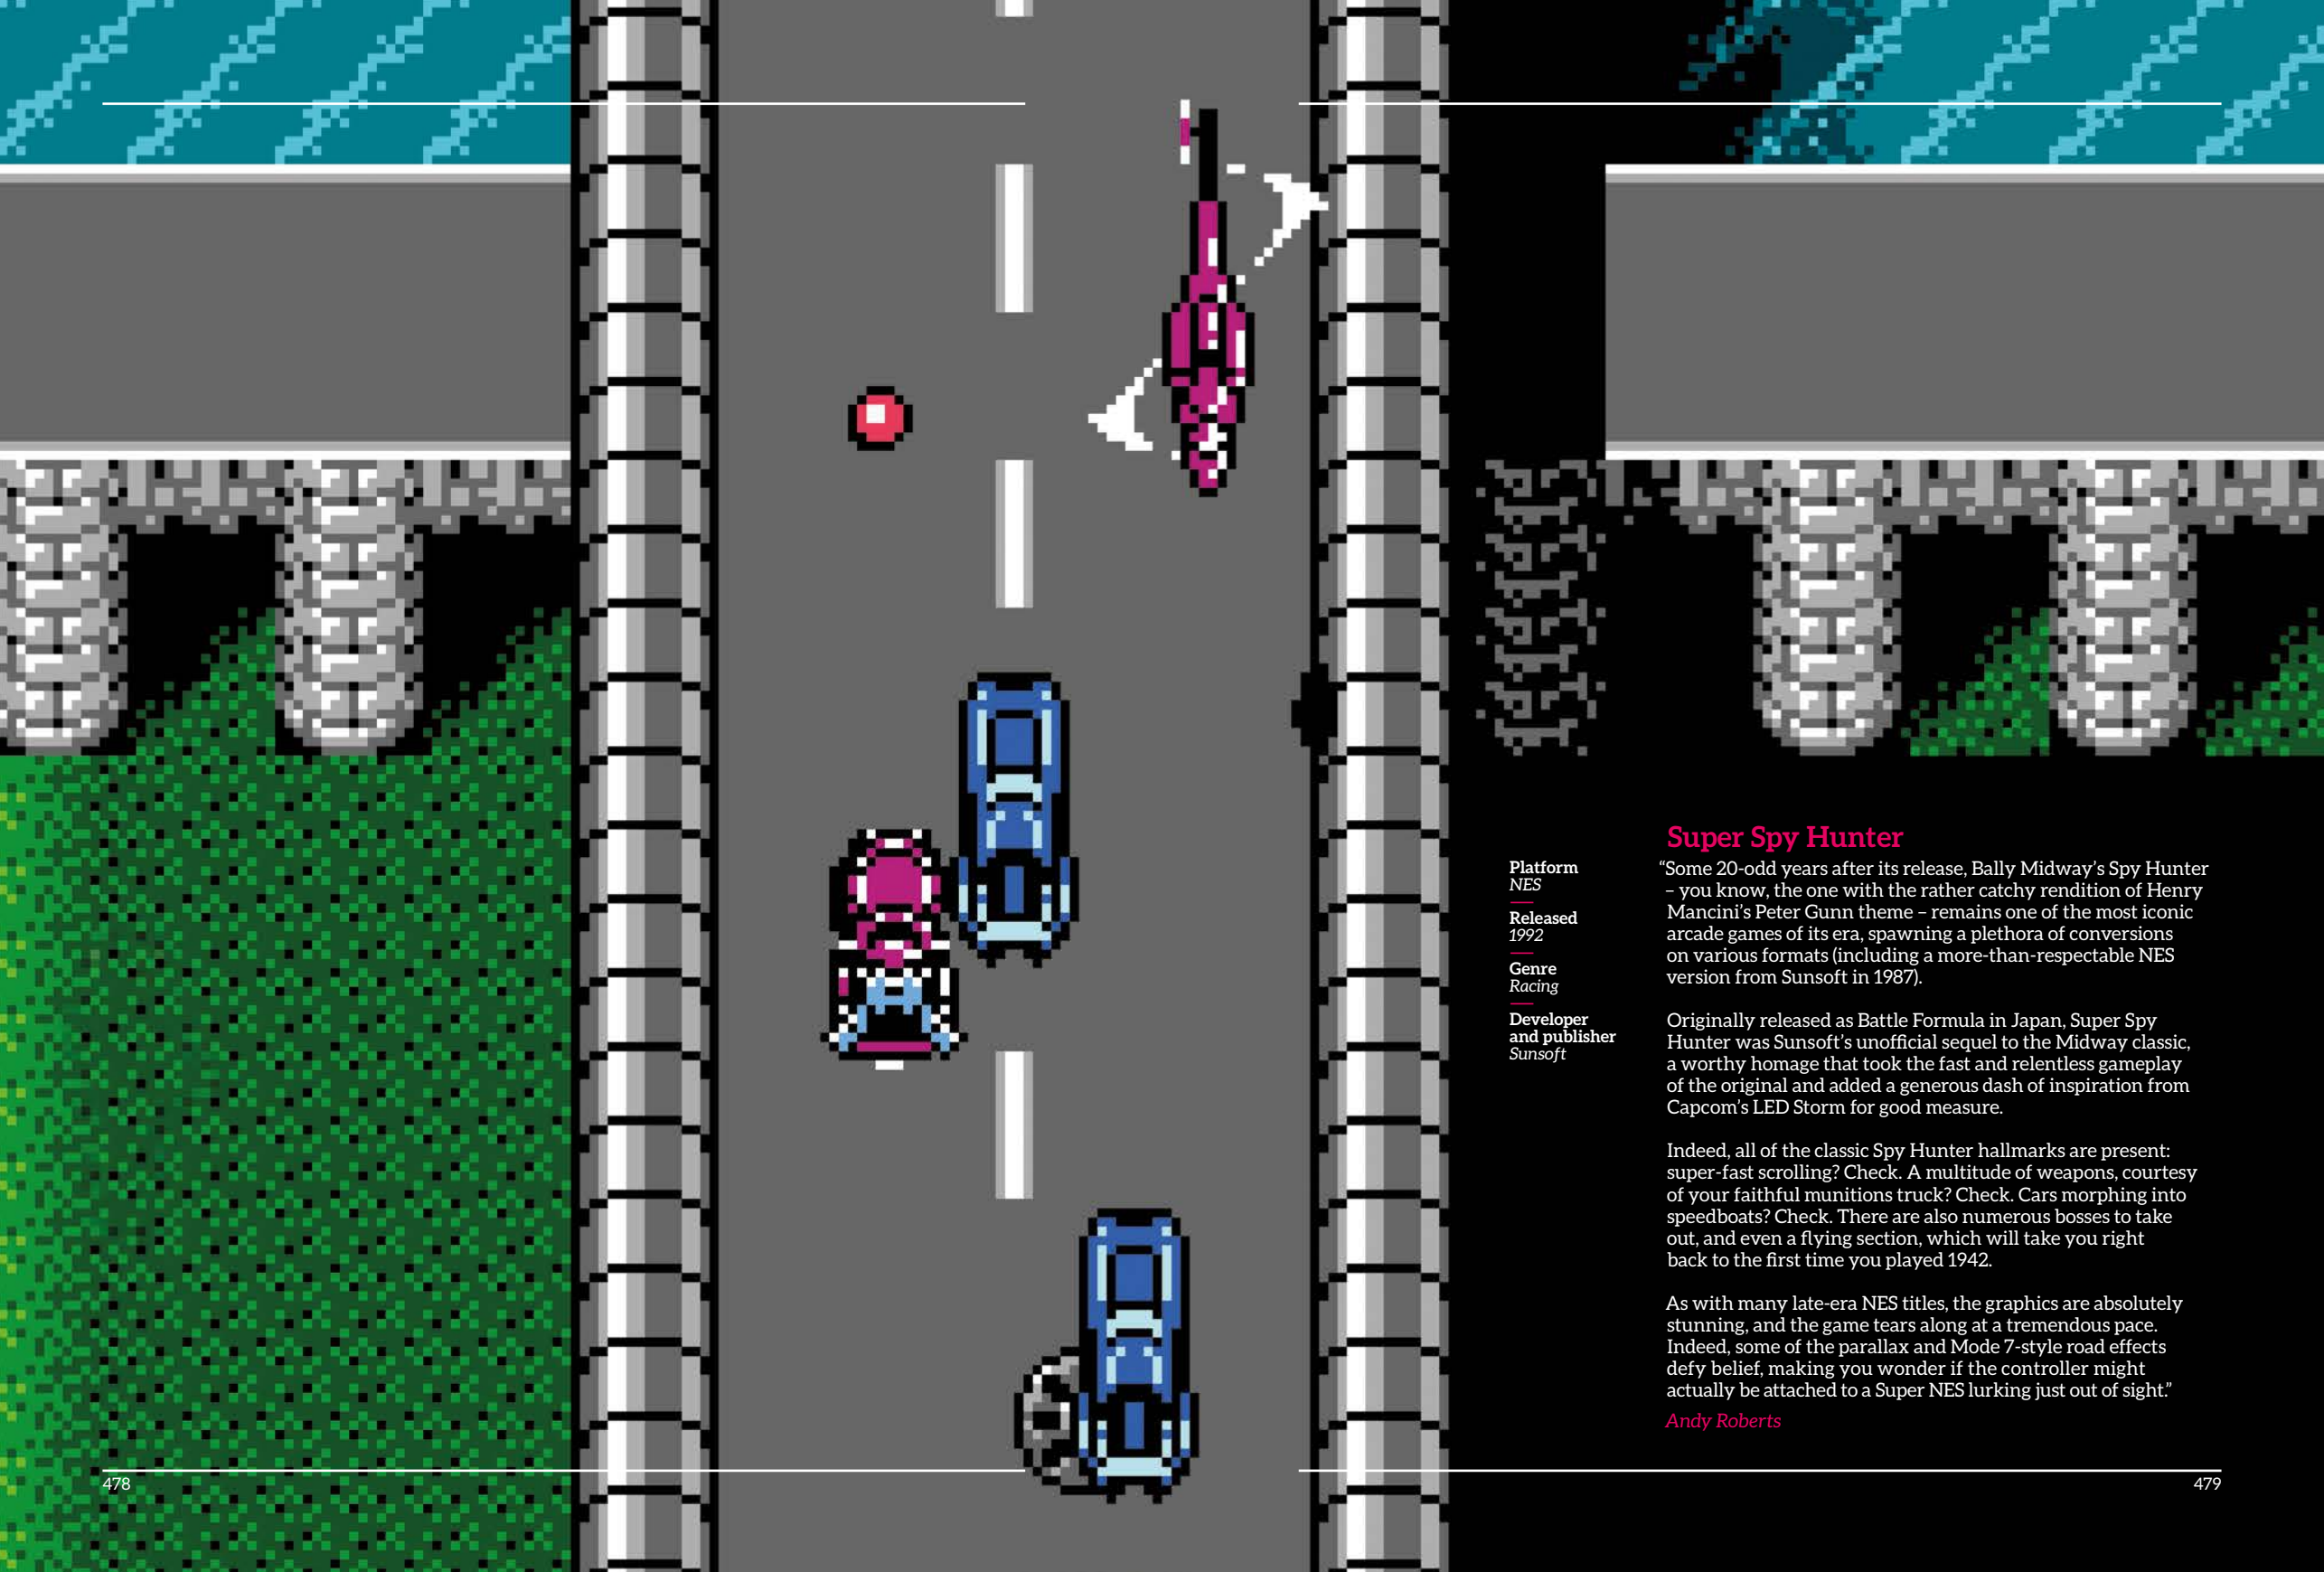 Super Spy Hunter
Platform
NES
Released
1992
Genre
Racing
Developer
and publisher
Sunsoft
“Some 20-odd years after its release, Bally Midway’s Spy Hunter
– you know, the one with the rather catchy rendition of Henry
Mancini’s Peter Gunn theme – remains one of the most iconic
arcade games of its era, spawning a plethora of conversions
on various formats (including a more-than-respectable NES
version from Sunsoft in 1987).
Originally released as Battle Formula in Japan, Super Spy
Hunter was Sunsoft’s unofficial sequel to the Midway classic,
a worthy homage that took the fast and relentless gameplay
of the original and added a generous dash of inspiration from
Capcom’s LED Storm for good measure.
Indeed, all of the classic Spy Hunter hallmarks are present:
super-fast scrolling? Check. A multitude of weapons, courtesy
of your faithful munitions truck? Check. Cars morphing into
speedboats? Check. There are also numerous bosses to take
out, and even a flying section, which will take you right
back to the first time you played 1942.
As with many late-era NES titles, the graphics are absolutely
stunning, and the game tears along at a tremendous pace.
Indeed, some of the parallax and Mode 7-style road effects
defy belief, making you wonder if the controller might
actually be attached to a Super NES lurking just out of sight.”
Andy Roberts
478
479